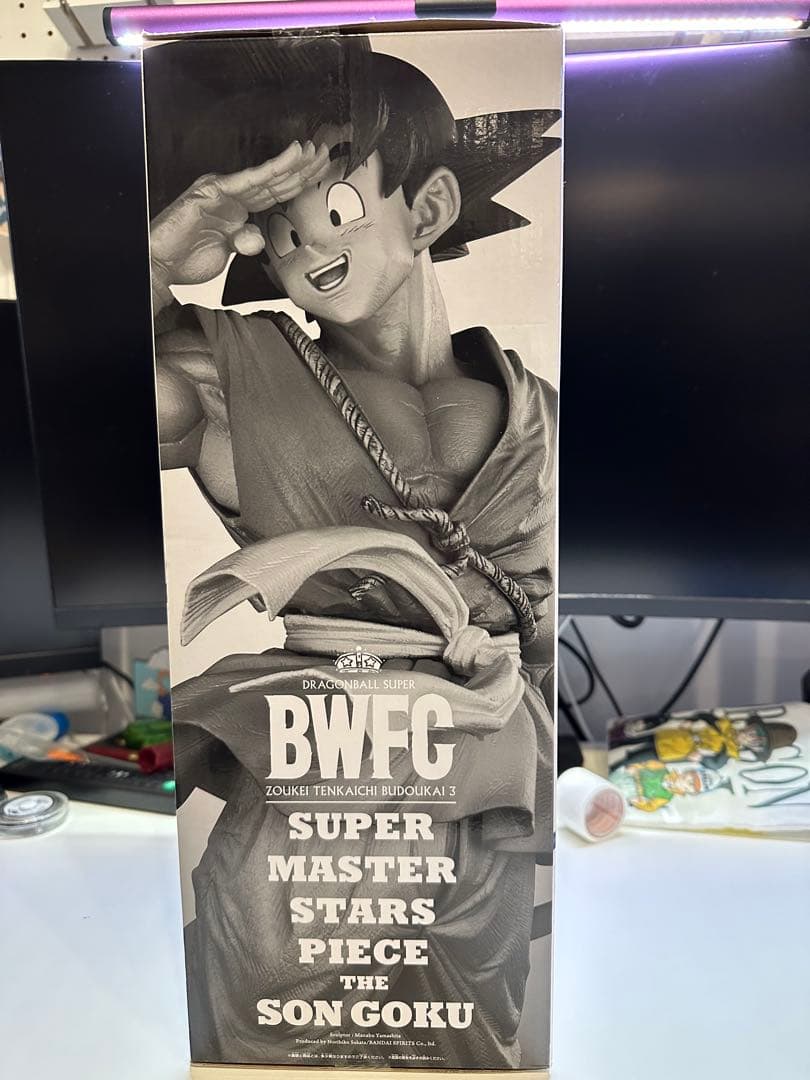 DRAGONBALL SUPER
BWFC
ZOUKEI TENKAICHI BUDOUKAI 3
SUPER
MASTER
STARS
PIECE
THE
SON GOKU
Sculptor : Manabu Yamashita
Produced by Norihiko Sakata/BANDAI SPIRITS Co., ltd.